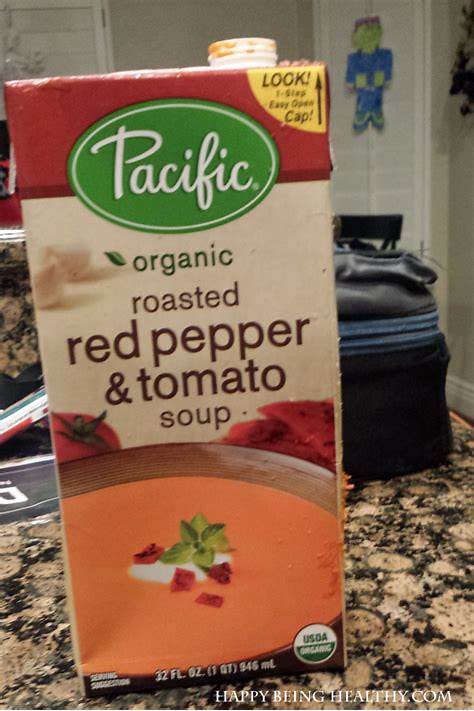 LOOK!
1-Step
Easy Open
Cap!
Pacific®
organic
roasted
red pepper
& tomato
soup
SERVING
SUGGESTION
32 FL. OZ. (1 QT) 946 mL
USDA
ORGANIC
HAPPY BEING HEALTHY.COM